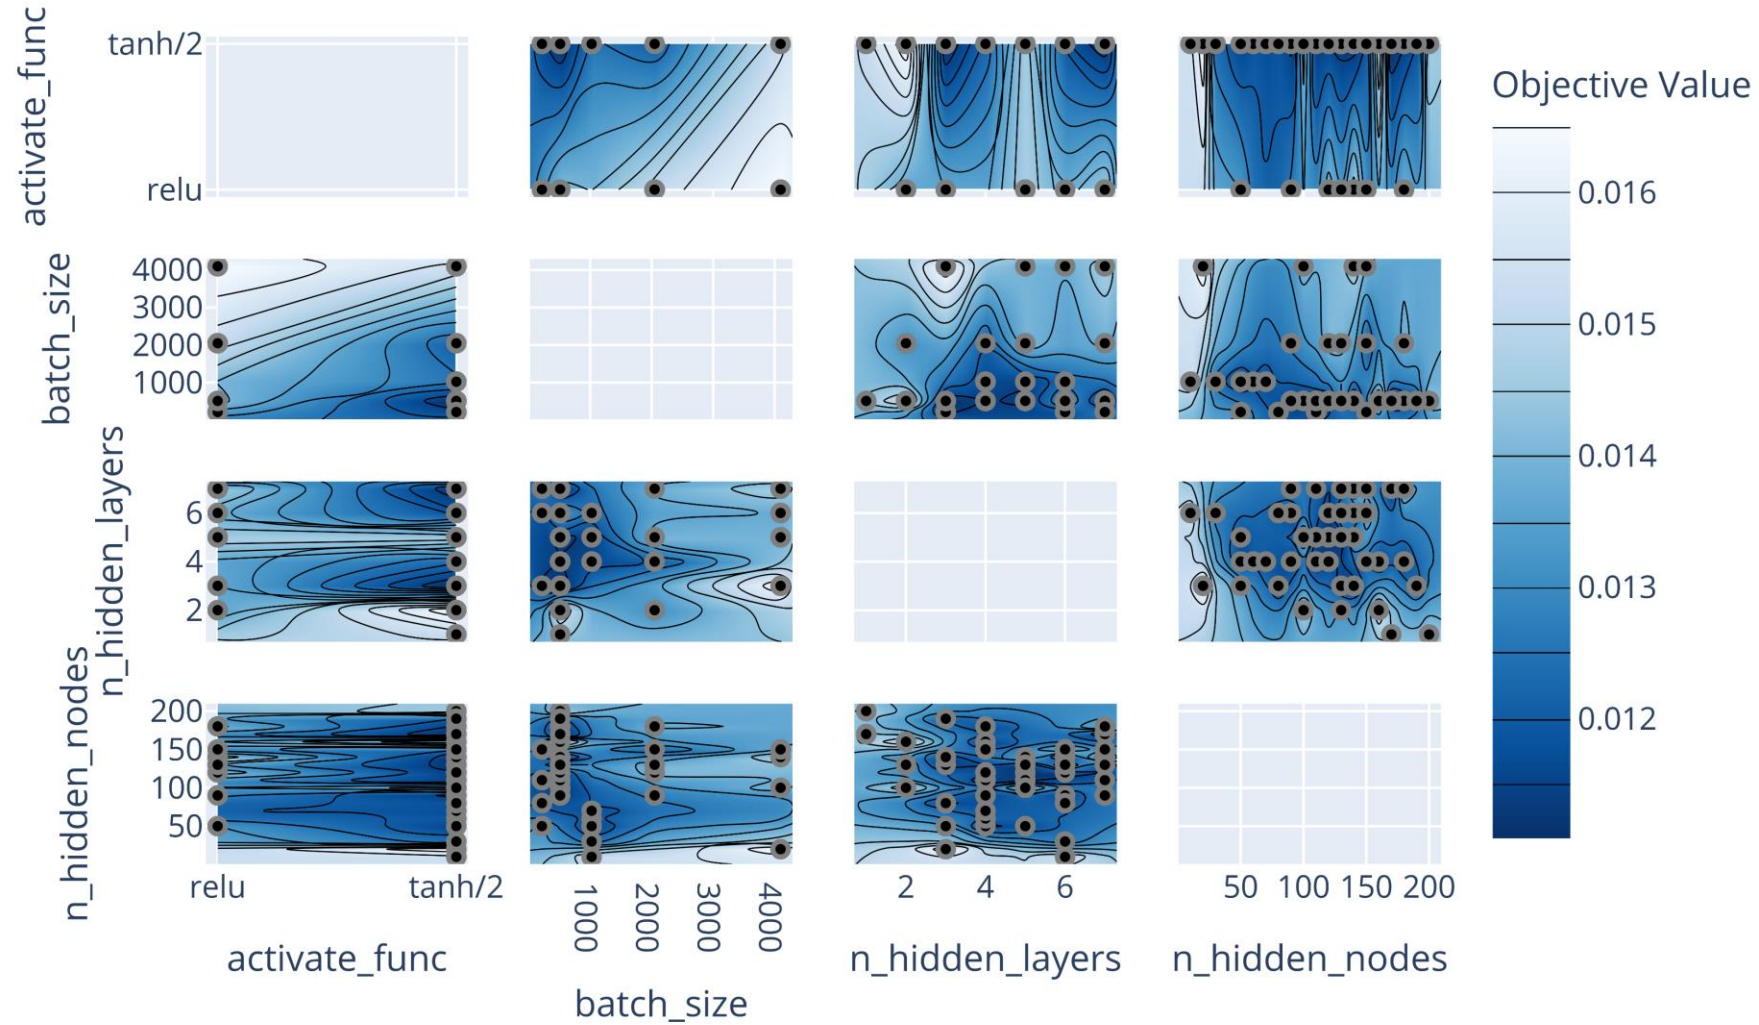 activate_func
tanh/2
relu
batch_size
4000
3000
2000
1000
n_hidden_layers
6
4
2
n_hidden_nodes
200
150
100
50
relu
tanh/2
activate_func
1000
2000
3000
4000
batch_size
2
4
6
n_hidden_layers
50
100
150
200
n_hidden_nodes
Objective Value
0.016
0.015
0.014
0.013
0.012